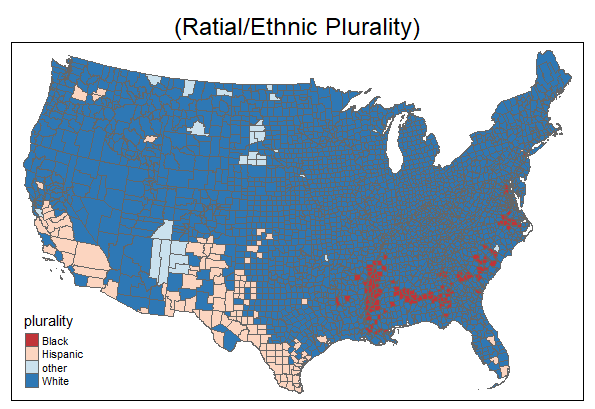 (Ratial/Ethnic Plurality)
plurality
Black
Hispanic
other
White